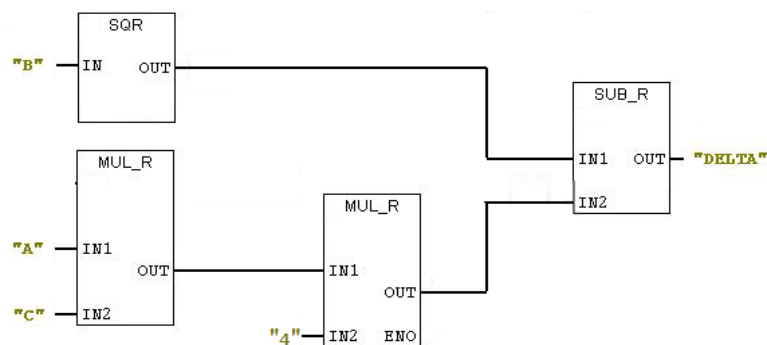 SQR
"B" IN OUT
SUB_R
MUL_R
IN1 OUT "DELTA"
MUL_R
IN2
"A" IN1
OUT IN1
OUT
"C" IN2
"4" IN2 ENO